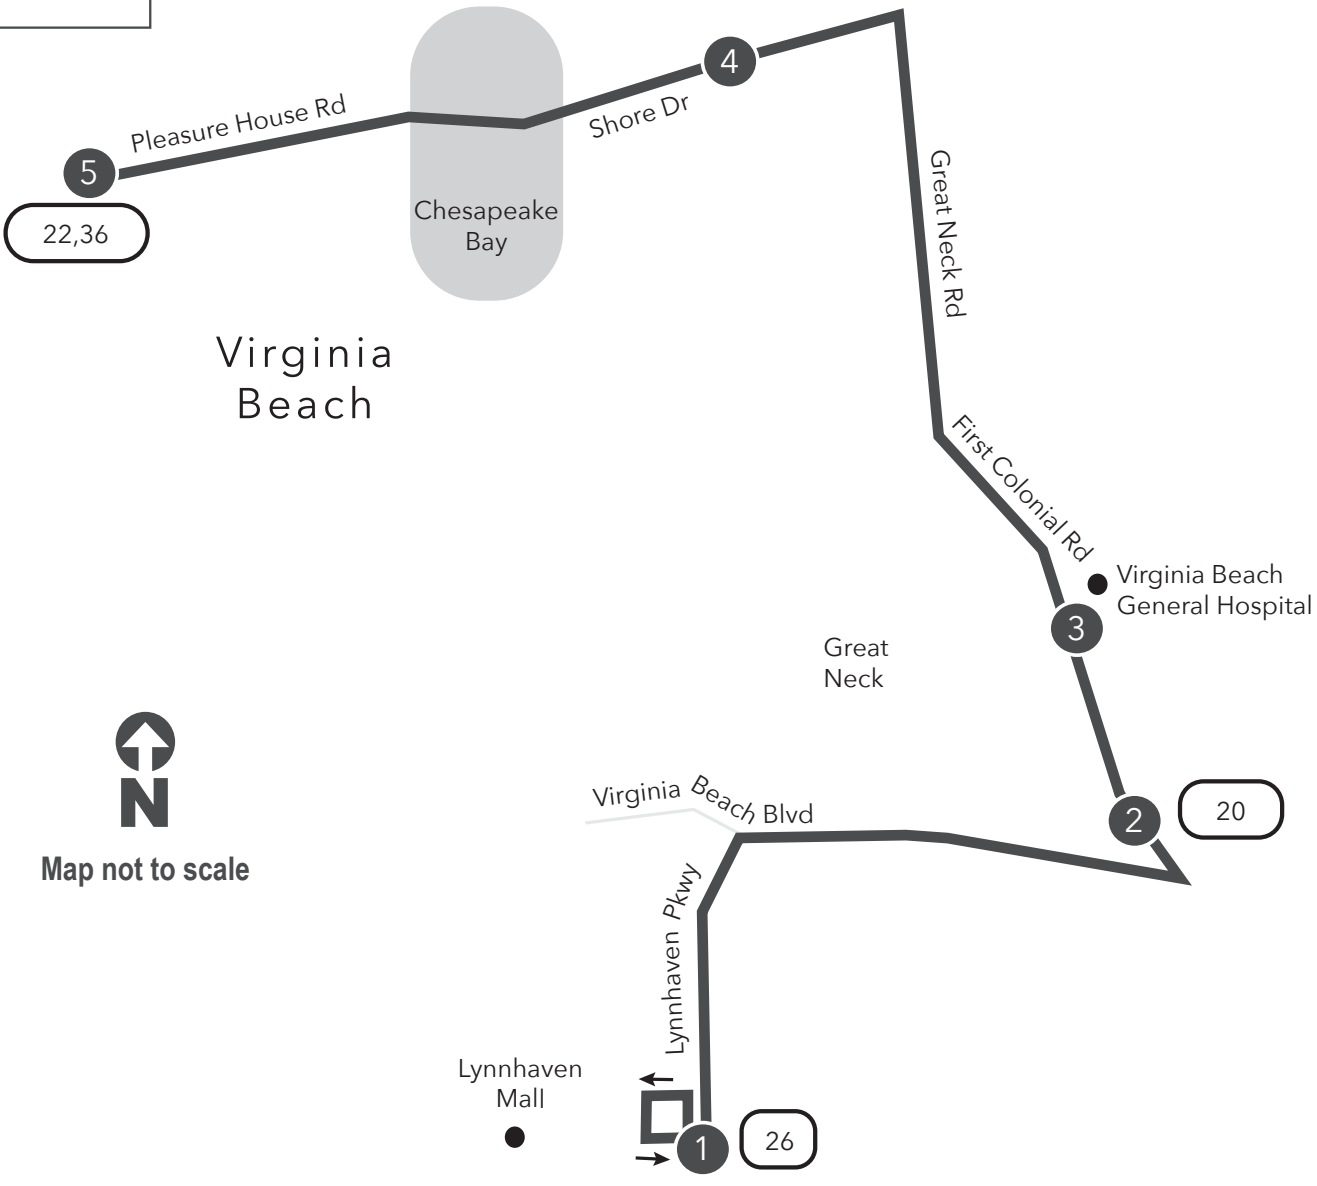 4
Pleasure House Rd
Shore Dr
5
22,36
Chesapeake
Bay
Great Neck Rd
Virginia
Beach
First Colonial Rd
Virginia Beach
General Hospital
3
Great
Neck
N
Map not to scale
Virginia Beach Blvd
2
20
Lynnhaven Pkwy
Lynnhaven
Mall
1
26